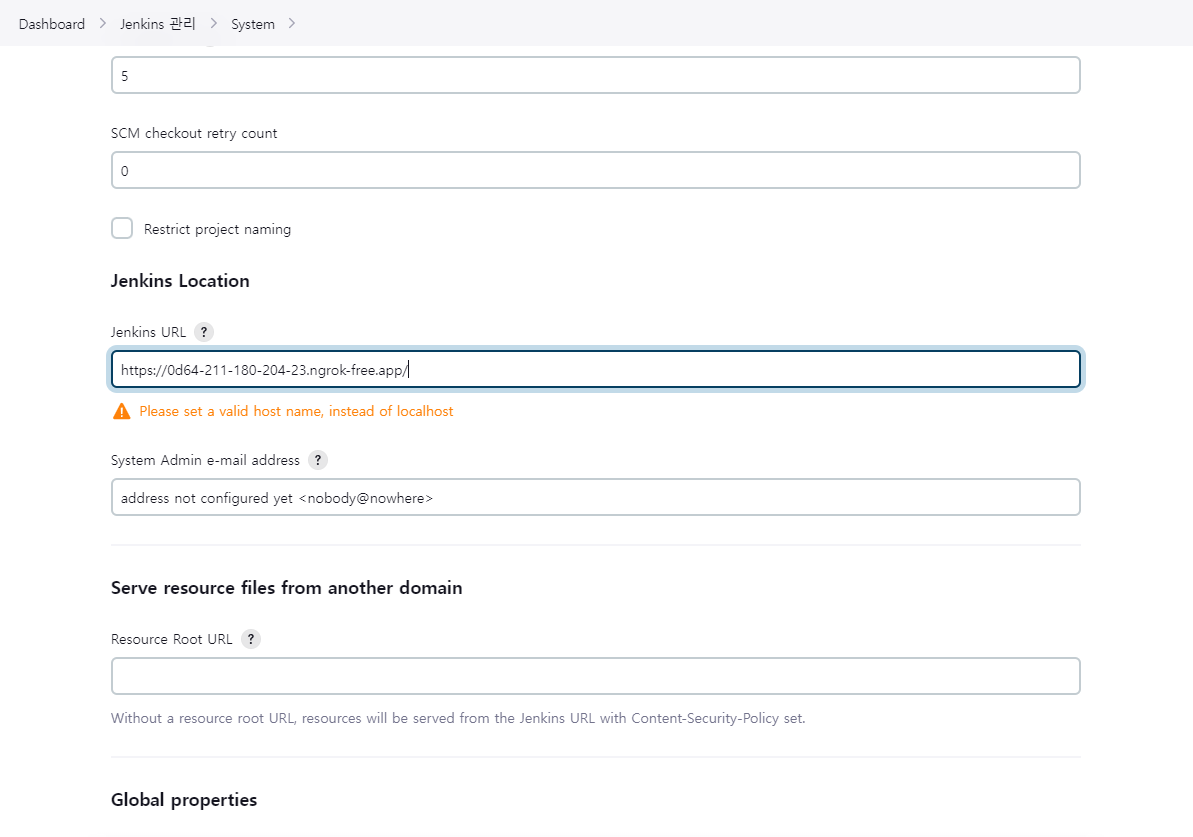 Dashboard > Jenkins 관리 > System >
5
SCM checkout retry count
0
Restrict project naming
Jenkins Location
Jenkins URL ?
https://0d64-211-180-204-23.ngrok-free.app/
Please set a valid host name, instead of localhost
System Admin e-mail address ?
address not configured yet <nobody@nowhere>
Serve resource files from another domain
Resource Root URL ?
Without a resource root URL, resources will be served from the Jenkins URL with Content-Security-Policy set.
Global properties